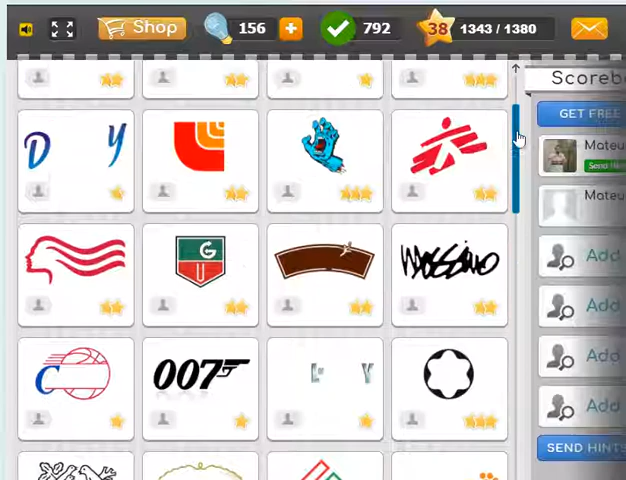 Shop
156
792
38
1343 / 1380
Scoreb
GET FREE
Mateu
Send Hin
Mateu
D Y
G
Mossimo
Add
Add
C
007
L Y
Add
Add
SEND HINTS